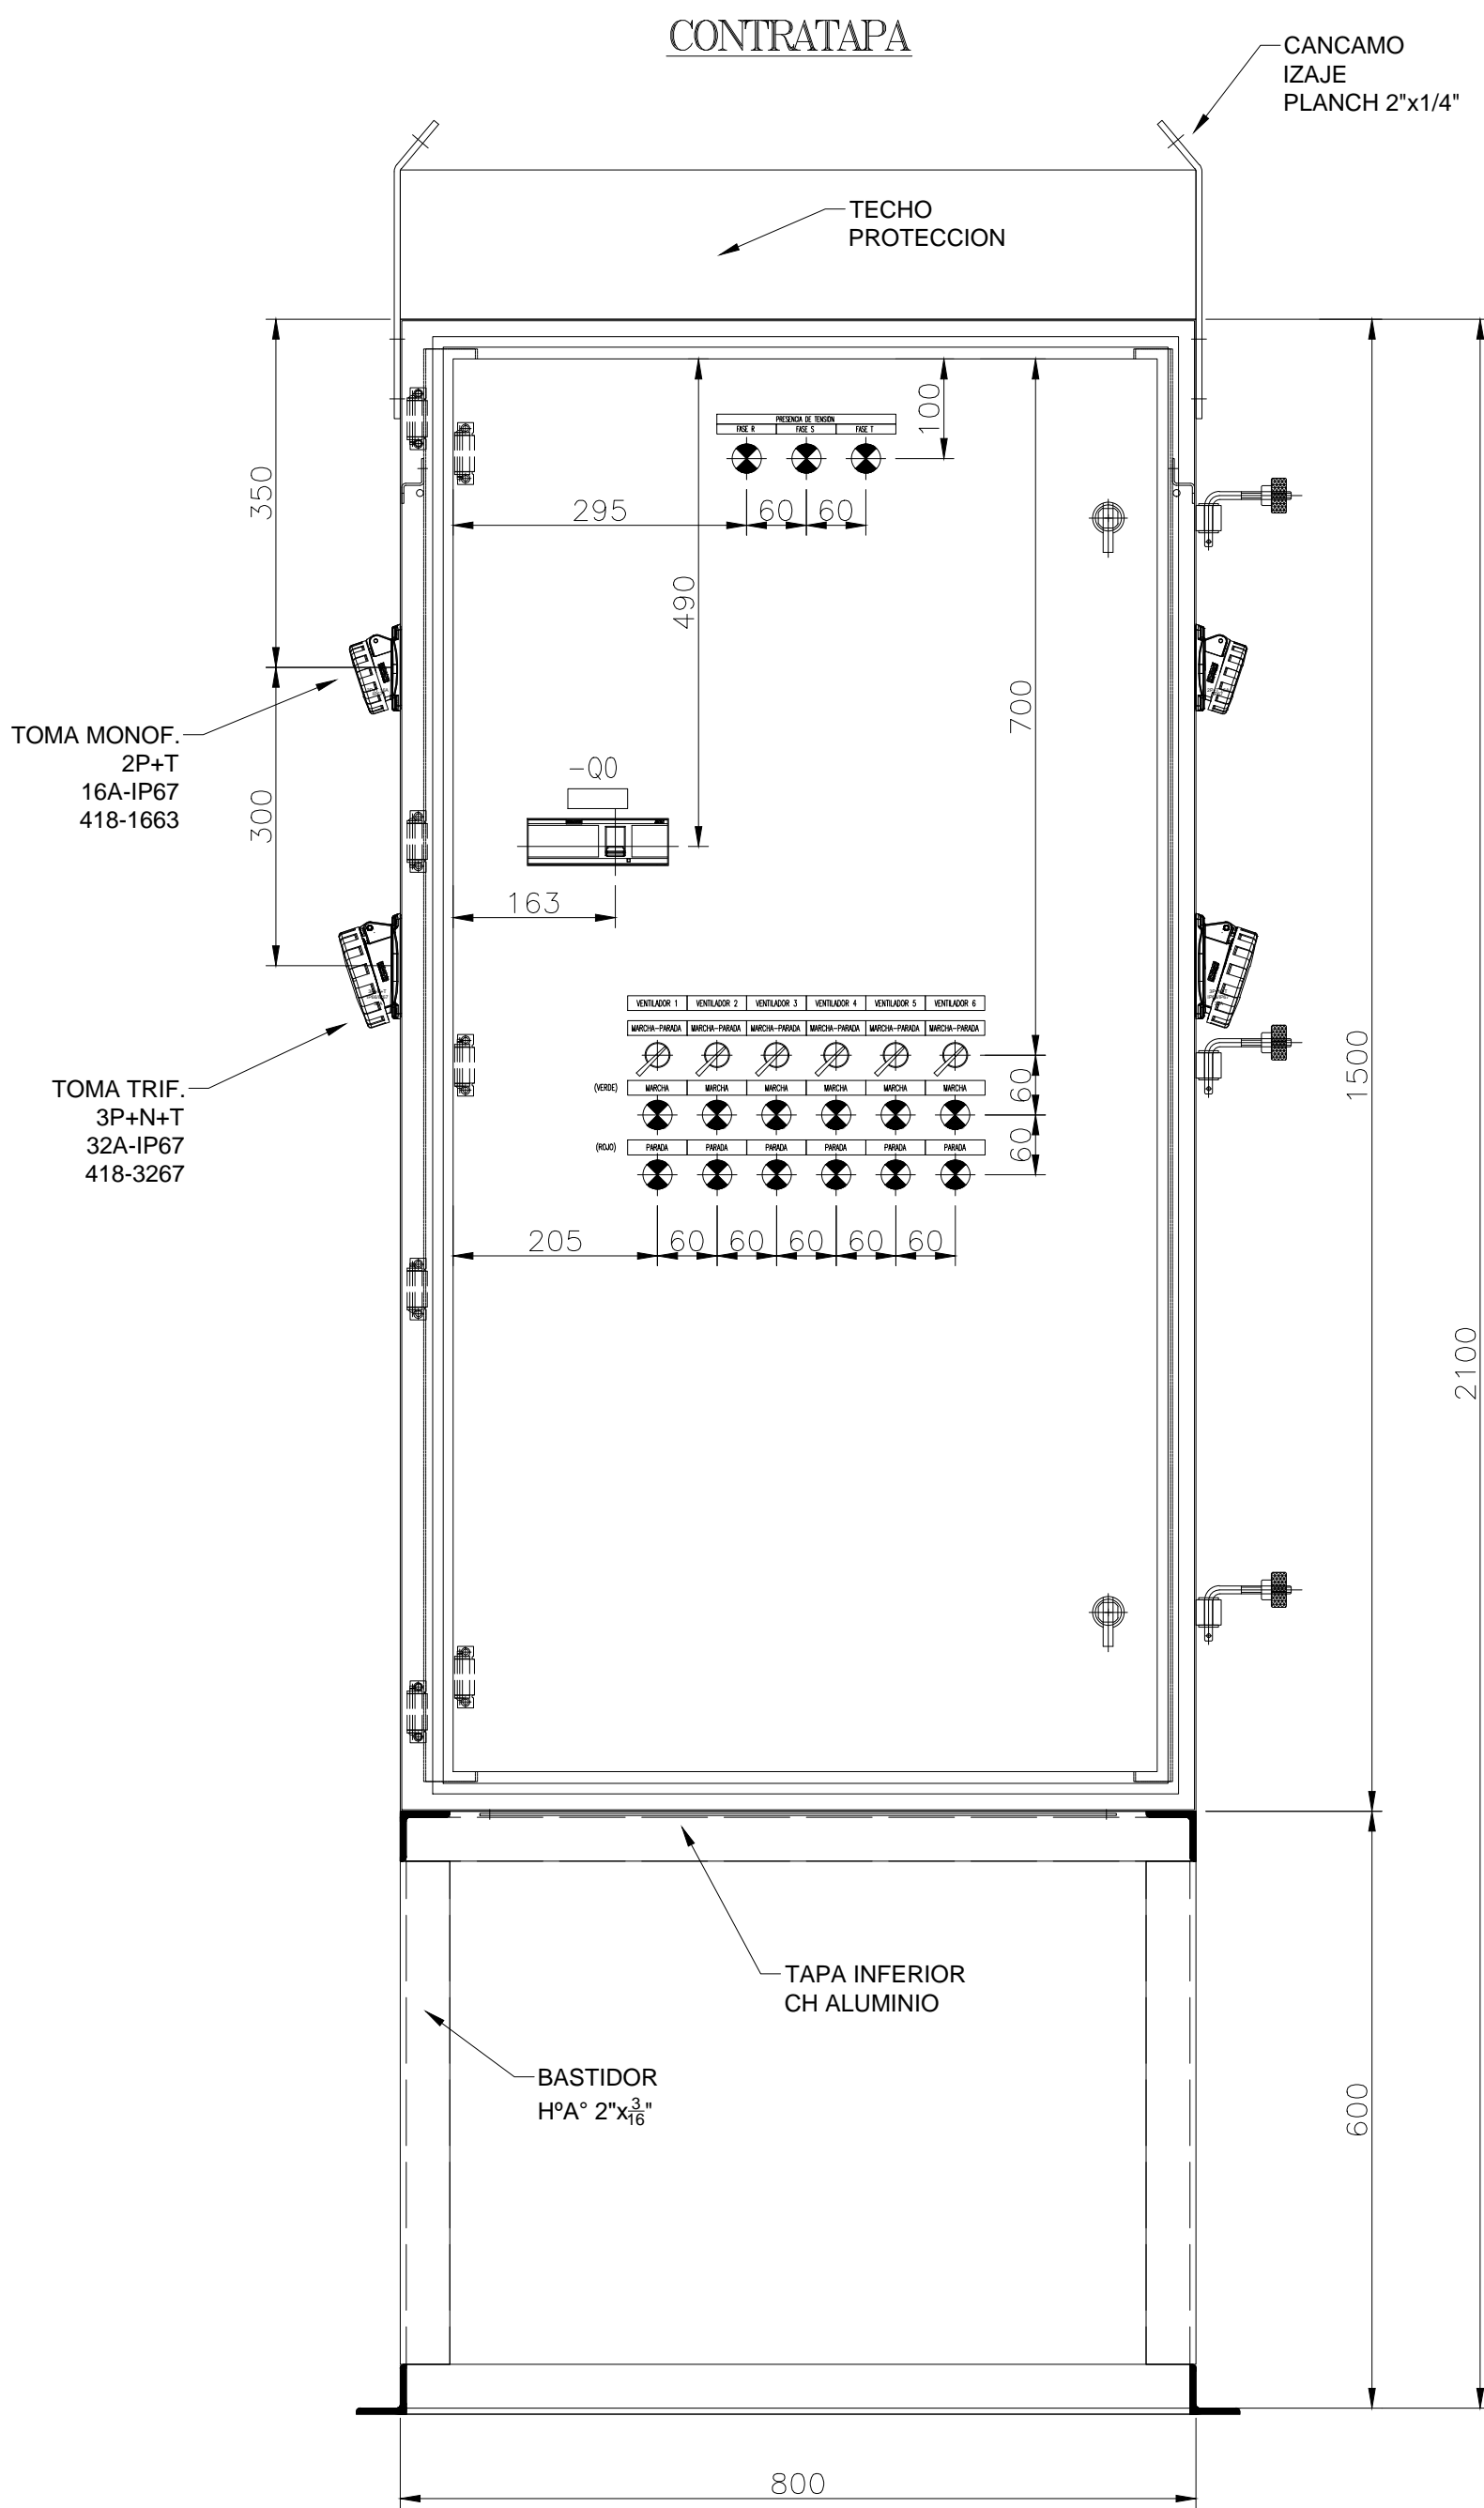 CONTRATAPA
CANCAMO
IZAJE
PLANCH 2"x1/4"
TECHO
PROTECCION
PRESENCIA DE TENSION
FASE R FASE S FASE T
100
350
295 60 60
490
700
TOMA MONOF.
2P+T
16A-IP67
418-1663
300
-Q0
163
VENTILADOR 1 VENTILADOR 2 VENTILADOR 3 VENTILADOR 4 VENTILADOR 5 VENTILADOR 6
MARCHA-PARADA MARCHA-PARADA MARCHA-PARADA MARCHA-PARADA MARCHA-PARADA MARCHA-PARADA
(VERDE) MARCHA MARCHA MARCHA MARCHA MARCHA MARCHA
60
(ROJO) PARADA PARADA PARADA PARADA PARADA PARADA
60
TOMA TRIF.
3P+N+T
32A-IP67
418-3267
205 60 60 60 60 60
1500
2100
TAPA INFERIOR
CH ALUMINIO
BASTIDOR
HºA° 2"x3/16"
600
800